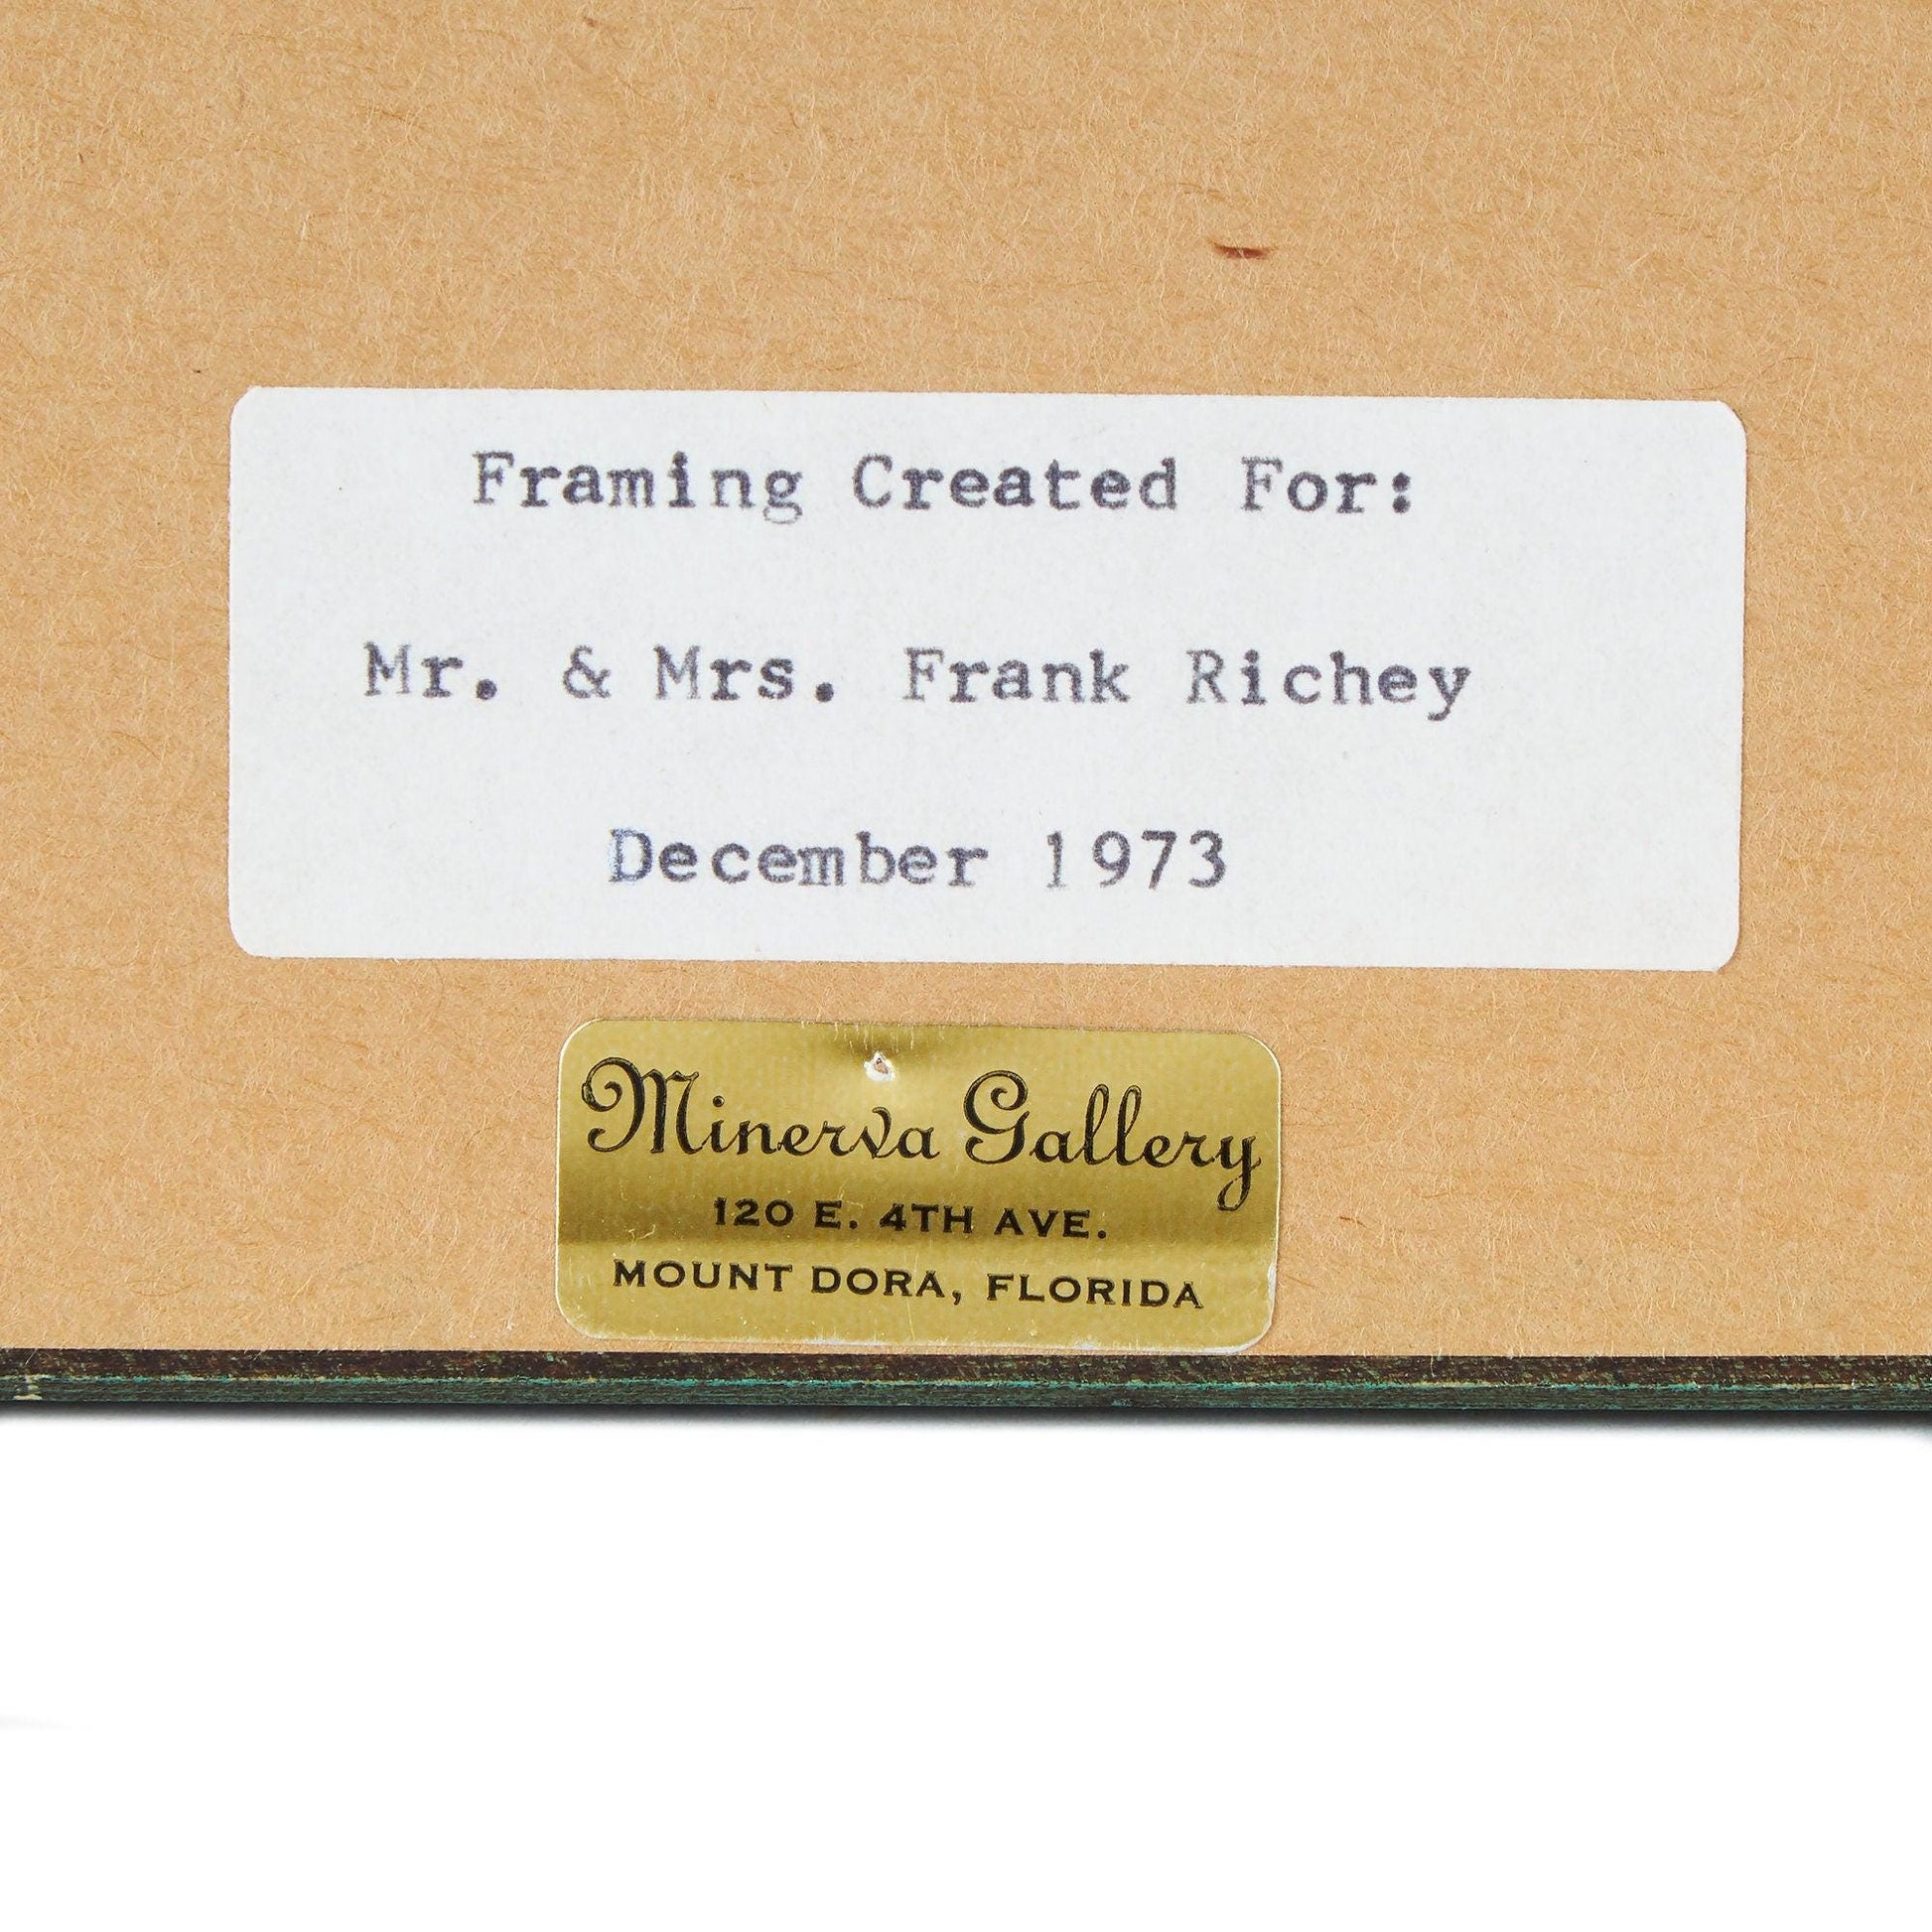 Framing Created For:
Mr. & Mrs. Frank Richey
December 1973
Minerva Gallery
120 E. 4TH AVE.
MOUNT DORA, FLORIDA